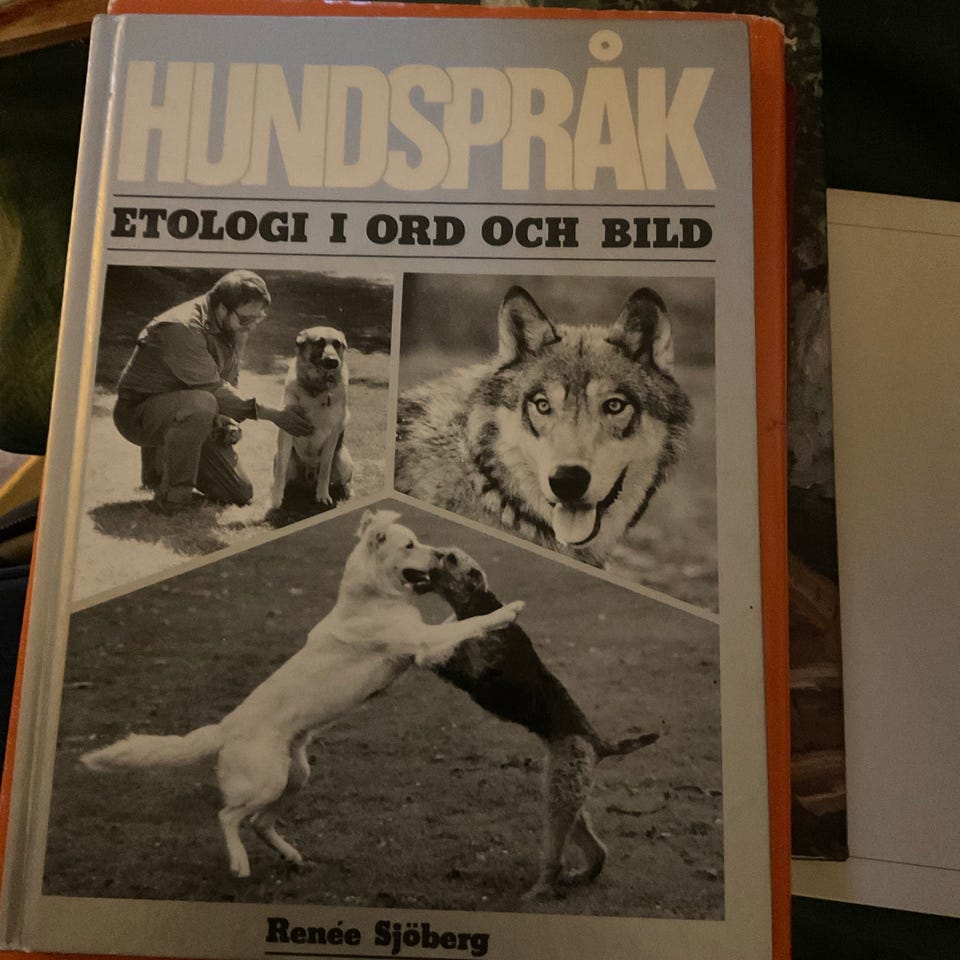 HUNDSPRÅK
ETOLOGI I ORD OCH BILD
Renée Sjöberg